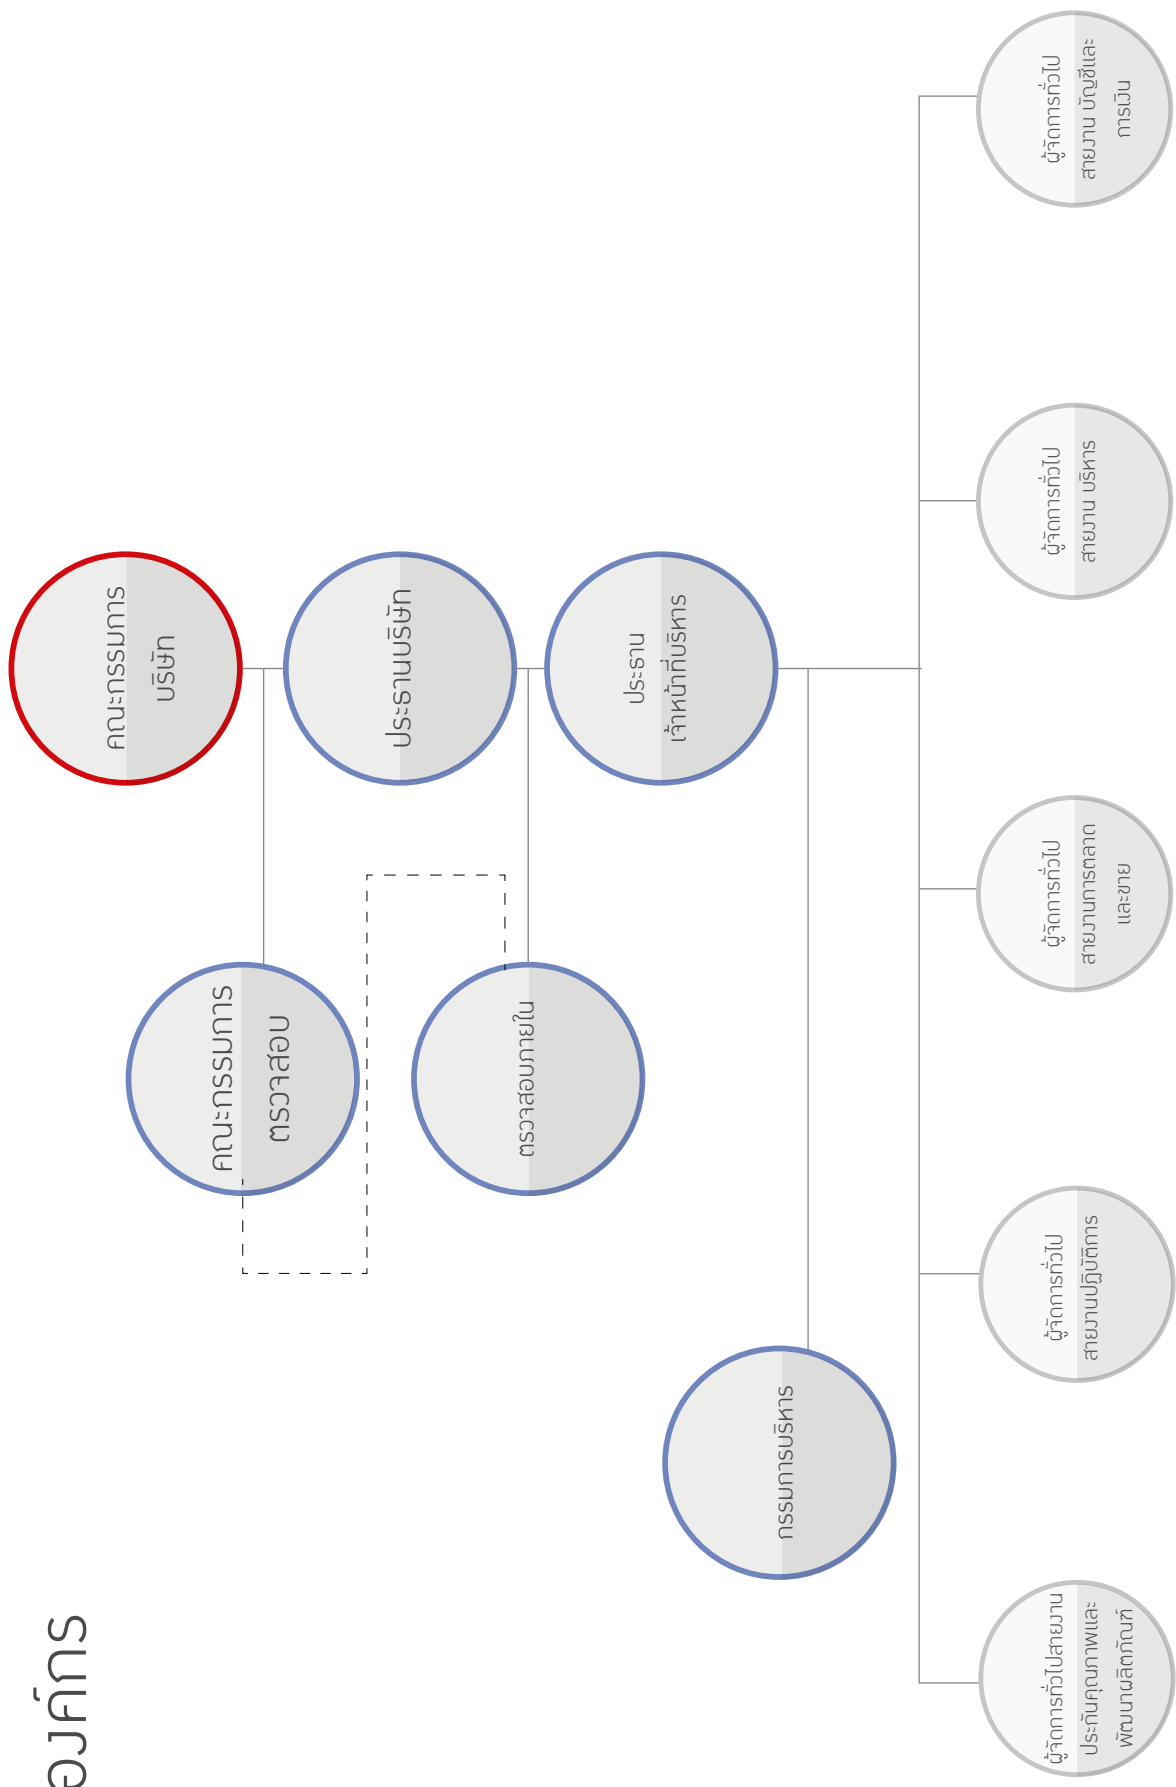 องค์กร
คณะกรรมการ
บริษัท
คณะกรรมการ
ตรวจสอบ
ประธานบริษัท
ตรวจสอบภายใน
ประธาน
เจ้าหน้าที่บริหาร
กรรมการบริหาร
ผู้จัดการทั่วไปสายงาน
ประกันคุณภาพและ
พัฒนาผลิตภัณฑ์
ผู้จัดการทั่วไป
สายงานปฏิบัติการ
ผู้จัดการทั่วไป
สายงานการตลาด
และขาย
ผู้จัดการทั่วไป
สายงาน บริหาร
ผู้จัดการทั่วไป
สายงาน บัญชีและ
การเงิน